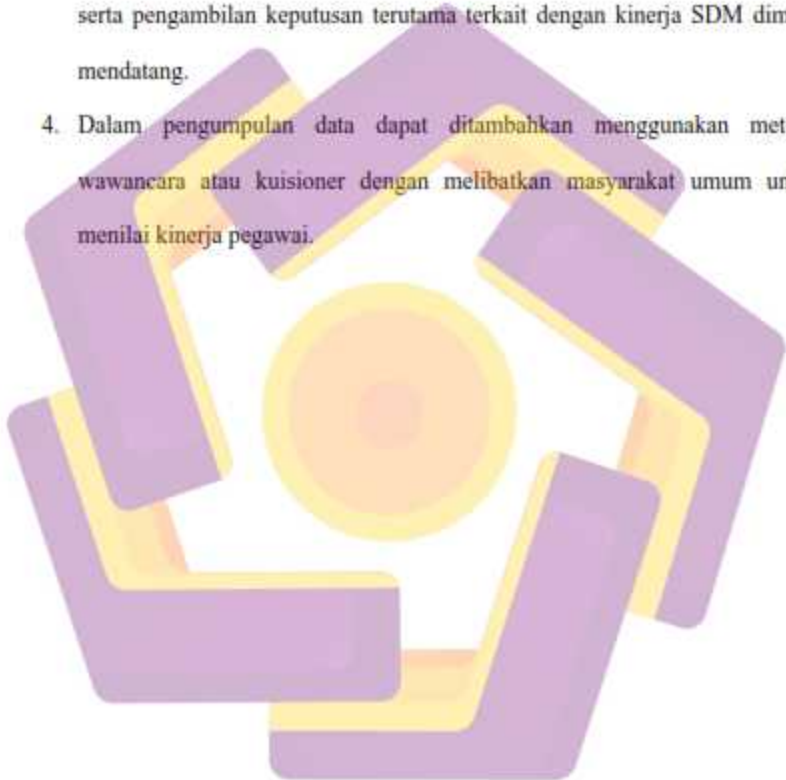 serta pengambilan keputusan terutama terkait dengan kinerja SDM dim
mendatang.
4. Dalam pengumpulan data dapat ditambahkan menggunakan met
wawancara atau kuisioner dengan melibatkan masyarakat umum un
menilai kinerja pegawai.